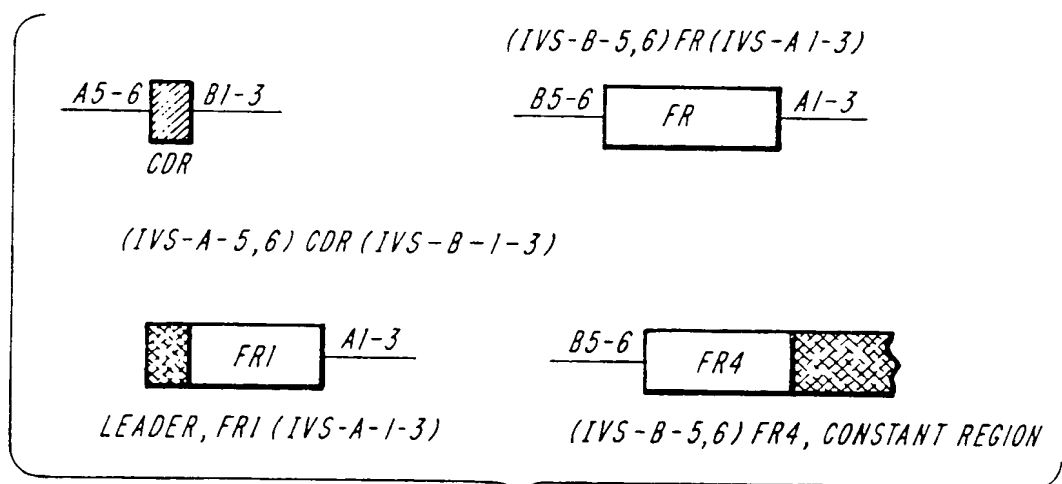 (IVS-B-5,6)FR(IVS-A1-3)
A5-6 B1-3
CDR
B5-6 FR A1-3
(IVS-A-5,6) CDR (IVS-B-1-3)
FR1 A1-3
LEADER, FR1 (IVS-A-1-3)
B5-6 FR4
(IVS-B-5,6) FR4, CONSTANT REGION